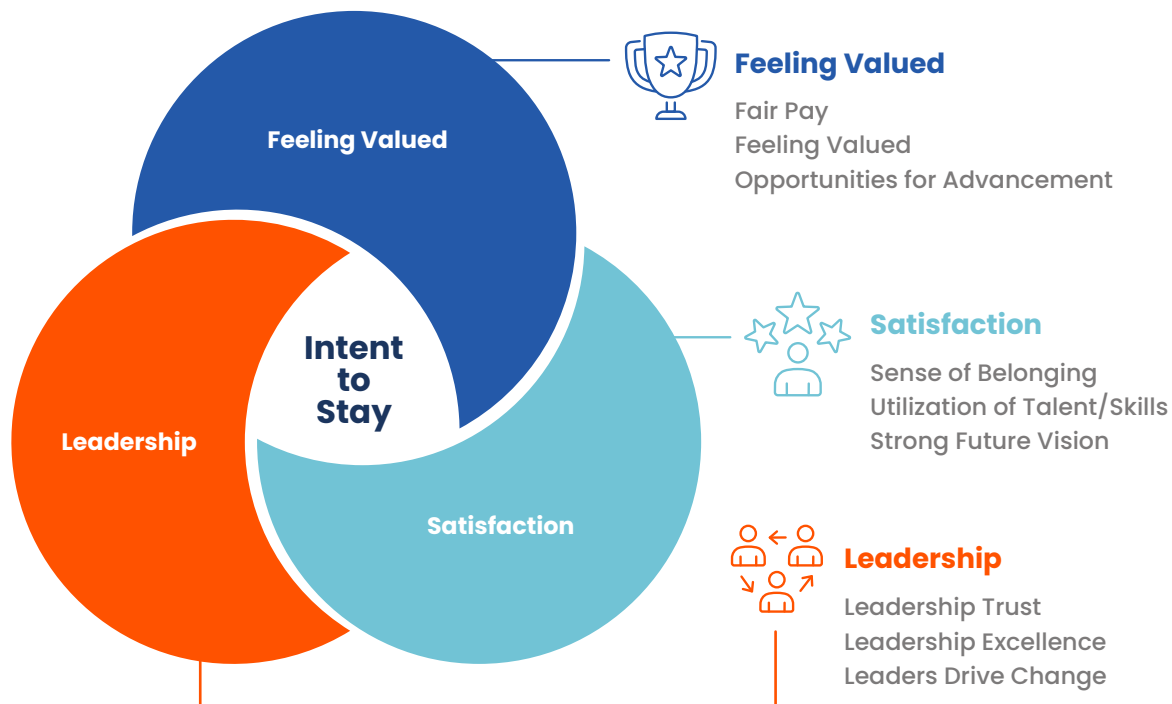 Feeling Valued
Leadership
Intent
to
Stay
Satisfaction
Feeling Valued
Fair Pay
Feeling Valued
Opportunities for Advancement
Satisfaction
Sense of Belonging
Utilization of Talent/Skills
Strong Future Vision
Leadership
Leadership Trust
Leadership Excellence
Leaders Drive Change